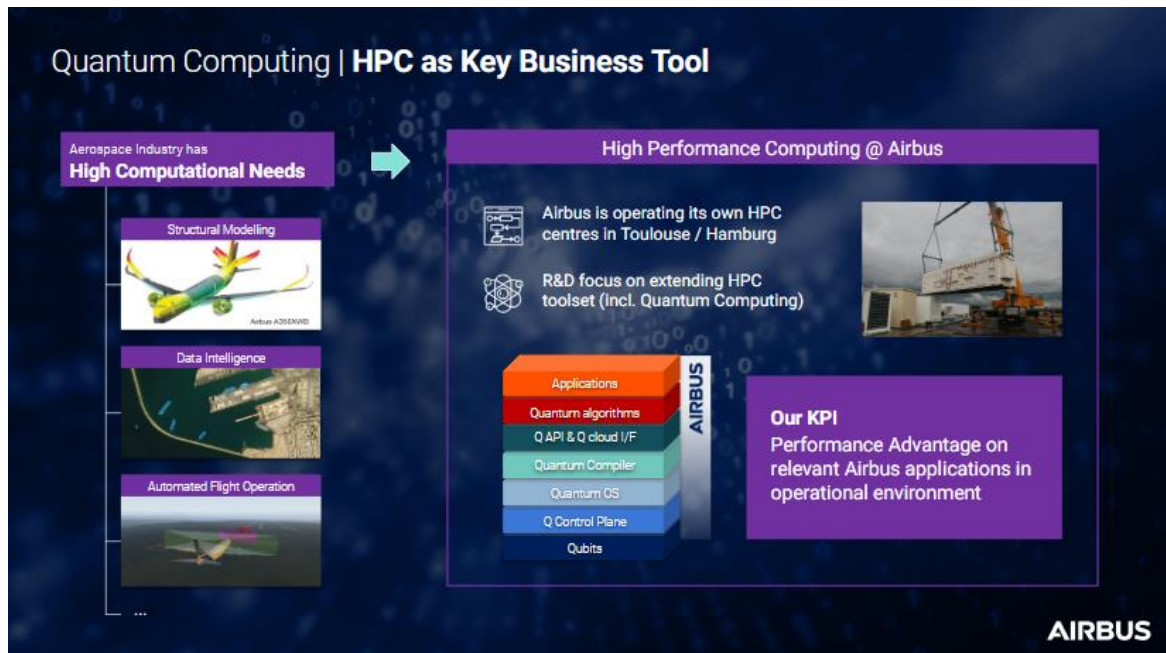 Quantum Computing | HPC as Key Business Tool
Aerospace Industry has
High Computational Needs
Structural Modelling
Airbus A350XWB
Data Intelligence
Automated Flight Operation
...
High Performance Computing @ Airbus
Airbus is operating its own HPC
centres in Toulouse / Hamburg
R&D focus on extending HPC
toolset (incl. Quantum Computing)
Applications
Quantum algorithms
Q API & Q cloud I/F
Quantum Compiler
Quantum OS
Q Control Plane
Qubits
AIRBUS
Our KPI
Performance Advantage on
relevant Airbus applications in
operational environment
AIRBUS